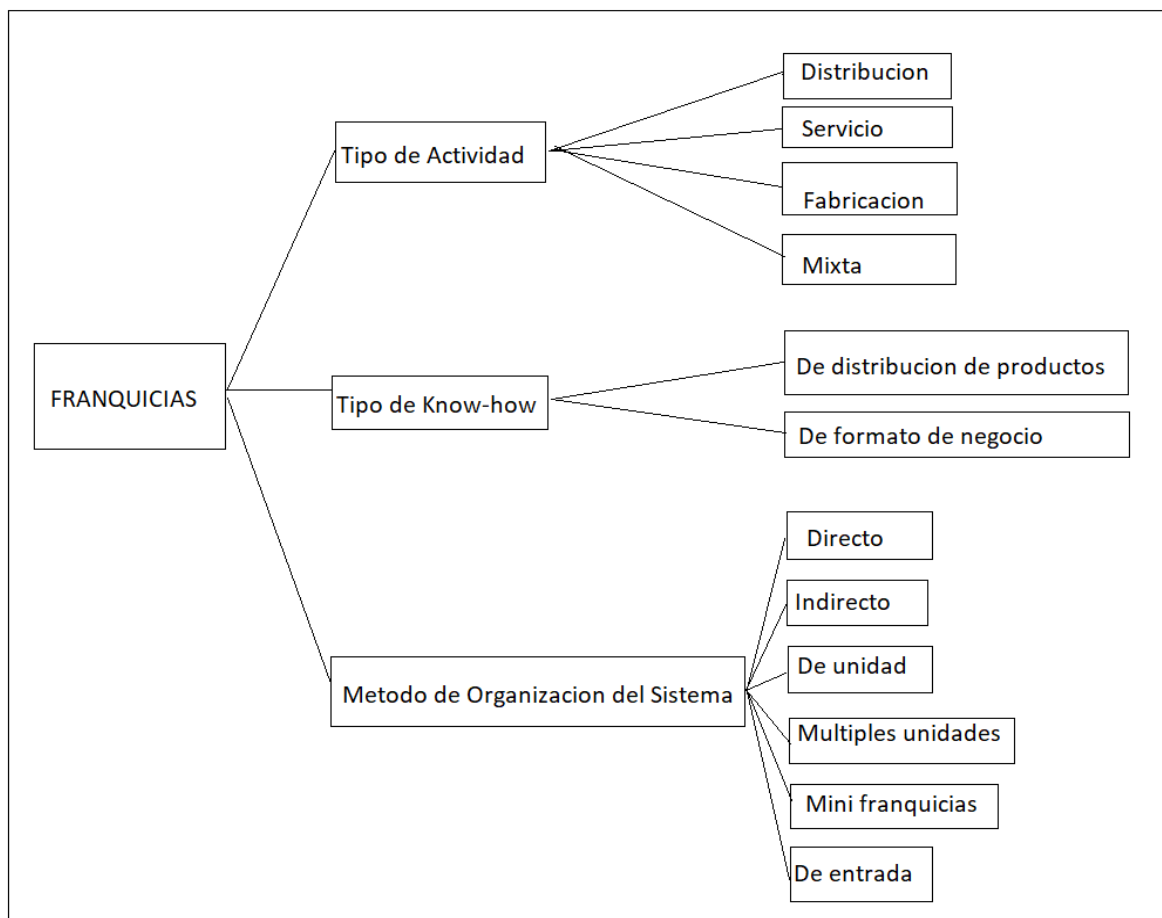 FRANQUICIAS
Tipo de Actividad
Distribucion
Servicio
Fabricacion
Mixta
Tipo de Know-how
De distribucion de productos
De formato de negocio
Metodo de Organizacion del Sistema
Directo
Indirecto
De unidad
Multiples unidades
Mini franquicias
De entrada